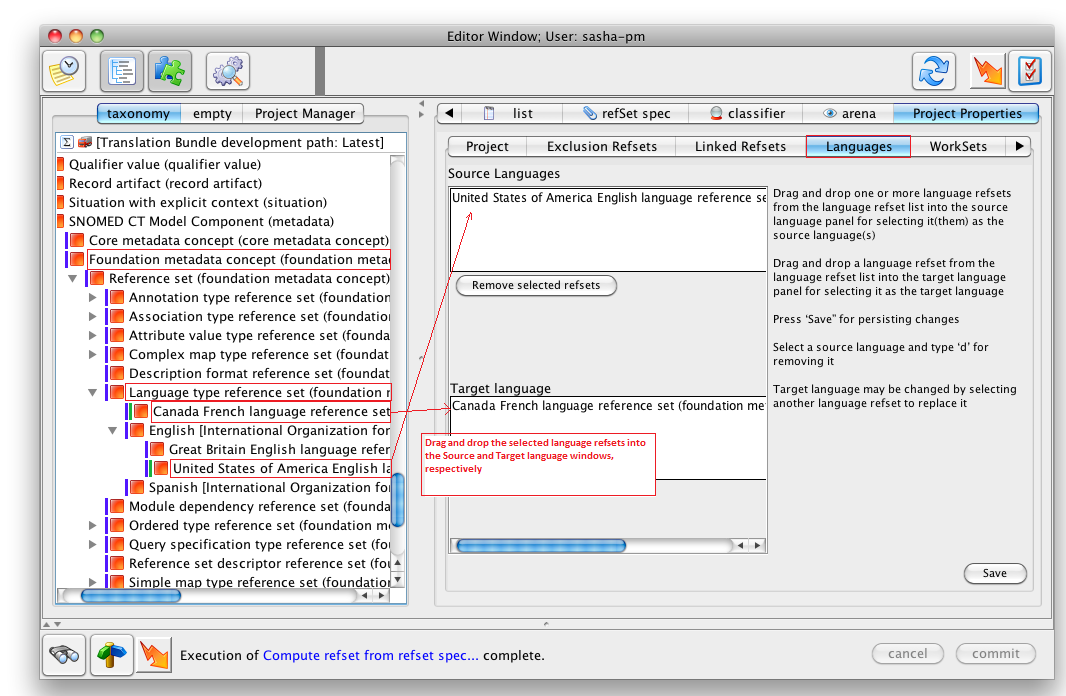 Editor Window; User: sasha-pm
taxonomy empty Project Manager
list refSet spec classifier arena Project Properties
Σ [Translation Bundle development path: Latest]
Qualifier value (qualifier value)
Record artifact (record artifact)
Situation with explicit context (situation)
SNOMED CT Model Component (metadata)
Core metadata concept (core metadata concept)
Foundation metadata concept (foundation meta
Reference set (foundation metadata concept)
Annotation type reference set (foundation
Association type reference set (foundation
Attribute value type reference set (founda
Complex map type reference set (foundat
Description format reference set (foundat
Language type reference set (foundation r
Canada French language reference set
English [International Organization for
Great Britain English language refer
United States of America English la
Spanish [International Organization fo
Module dependency reference set (founda
Ordered type reference set (foundation me
Query specification type reference set (fou
Reference set descriptor reference set (fou
Simple map type reference set (foundation
Project Exclusion Refsets Linked Refsets Languages WorkSets
Source Languages
United States of America English language reference se
Remove selected refsets
Target language
Canada French language reference set (foundation me
Drag and drop the selected language refsets into
the Source and Target language windows,
respectively
Drag and drop one or more language refsets
from the language refset list into the source
language panel for selecting it(them) as the
source language(s)
Drag and drop a language refset from the
language refset list into the target language
panel for selecting it as the target language
Press ‘Save” for persisting changes
Select a source language and type ‘d’ for
removing it
Target language may be changed by selecting
another language refset to replace it
Save
Execution of Compute refset from refset spec... complete.
cancel commit